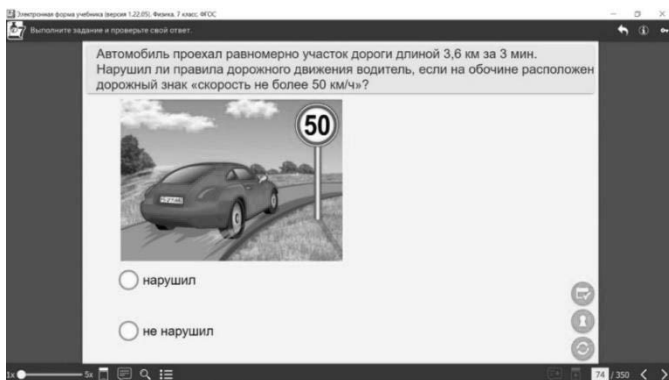 Электронная форма учебника (версия 1.22.05), Физика, 7 класс, ФГОС
Выполните задание и проверьте свой ответ.
Автомобиль проехал равномерно участок дороги длиной 3,6 км за 3 мин.
Нарушил ли правила дорожного движения водитель, если на обочине расположен
дорожный знак «скорость не более 50 км/ч»?
50
нарушил
не нарушил
1x
5x
74 / 350